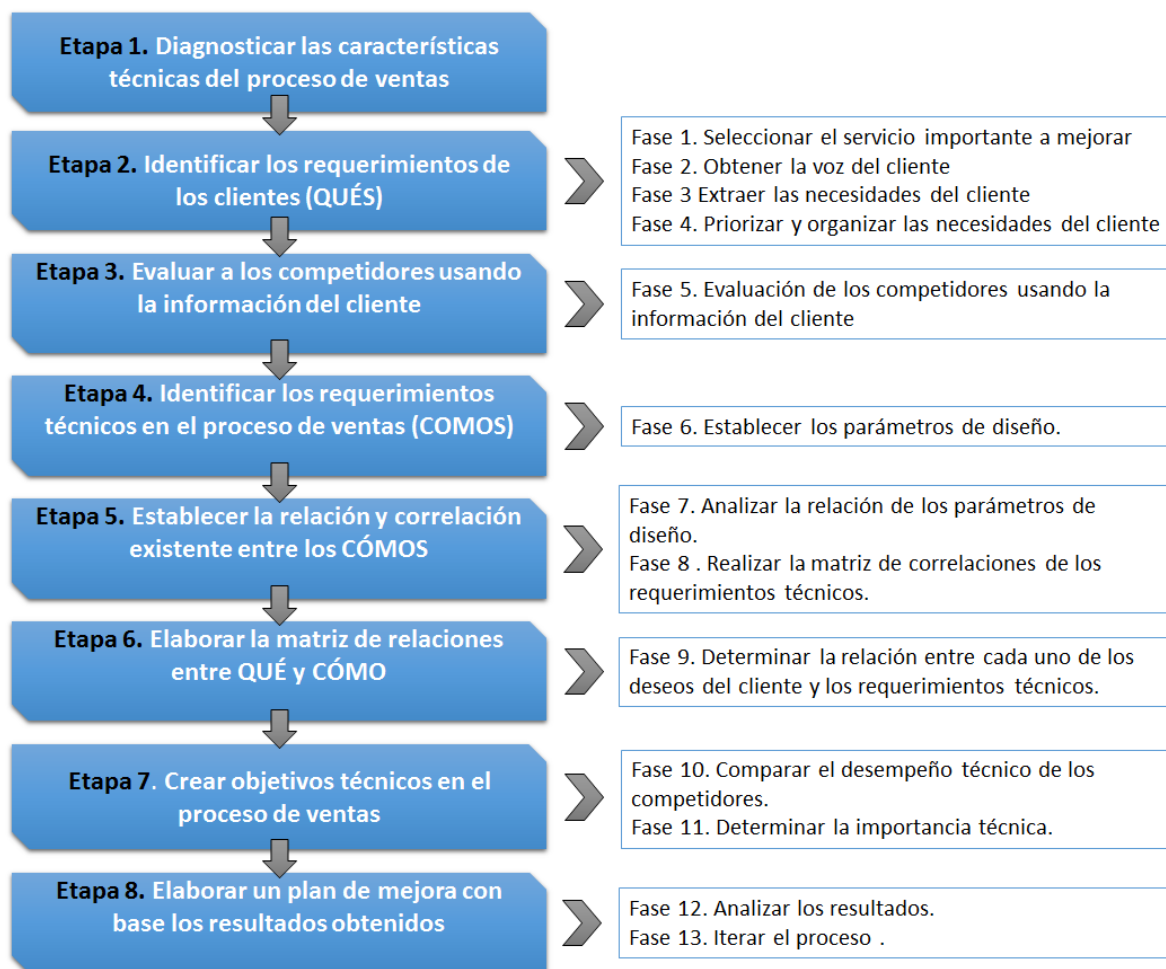 Etapa 1. Diagnosticar las características
técnicas del proceso de ventas
Etapa 2. Identificar los requerimientos de
los clientes (QUÉS)
Fase 1. Seleccionar el servicio importante a mejorar
Fase 2. Obtener la voz del cliente
Fase 3 Extraer las necesidades del cliente
Fase 4. Priorizar y organizar las necesidades del cliente
Etapa 3. Evaluar a los competidores usando
la información del cliente
Fase 5. Evaluación de los competidores usando la
información del cliente
Etapa 4. Identificar los requerimientos
técnicos en el proceso de ventas (COMOS)
Fase 6. Establecer los parámetros de diseño.
Etapa 5. Establecer la relación y correlación
existente entre los CÓMOS
Fase 7. Analizar la relación de los parámetros de
diseño.
Fase 8 . Realizar la matriz de correlaciones de los
requerimientos técnicos.
Etapa 6. Elaborar la matriz de relaciones
entre QUÉ y CÓMO
Fase 9. Determinar la relación entre cada uno de los
deseos del cliente y los requerimientos técnicos.
Etapa 7. Crear objetivos técnicos en el
proceso de ventas
Fase 10. Comparar el desempeño técnico de los
competidores.
Fase 11. Determinar la importancia técnica.
Etapa 8. Elaborar un plan de mejora con
base los resultados obtenidos
Fase 12. Analizar los resultados.
Fase 13. Iterar el proceso .